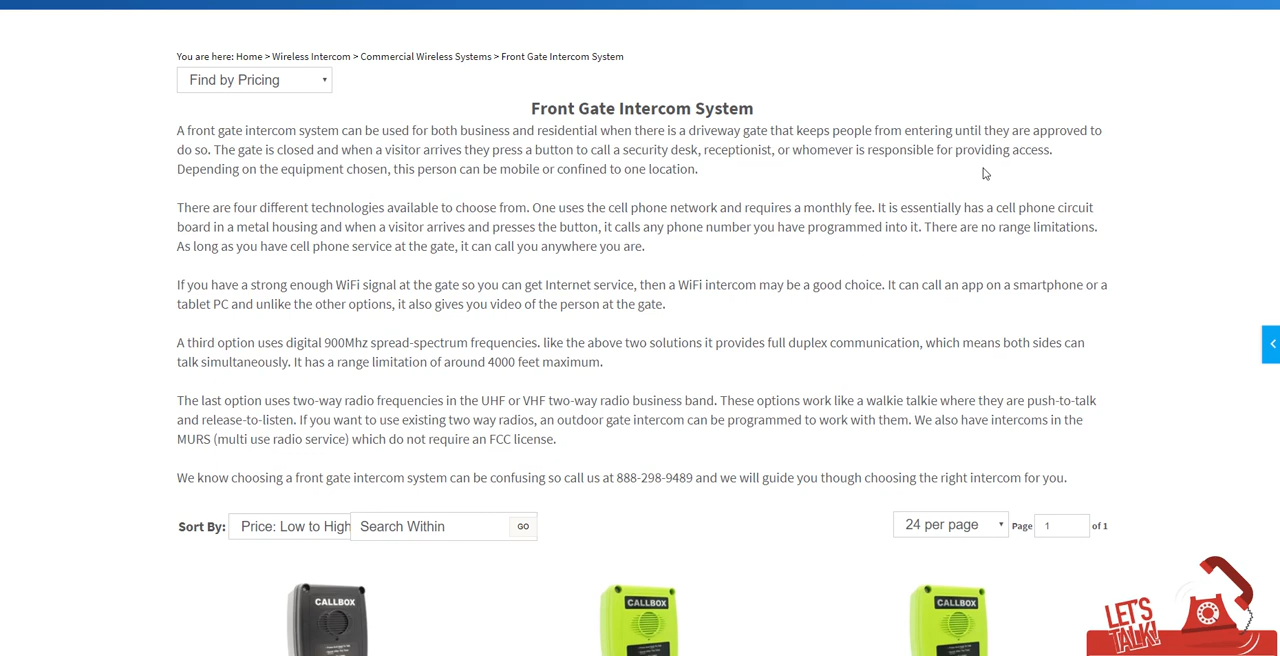 You are here: Home > Wireless Intercom > Commercial Wireless Systems > Front Gate Intercom System
Find by Pricing
Front Gate Intercom System
A front gate intercom system can be used for both business and residential when there is a driveway gate that keeps people from entering until they are approved to
do so. The gate is closed and when a visitor arrives they press a button to call a security desk, receptionist, or whomever is responsible for providing access.
Depending on the equipment chosen, this person can be mobile or confined to one location.
There are four different technologies available to choose from. One uses the cell phone network and requires a monthly fee. It is essentially has a cell phone circuit
board in a metal housing and when a visitor arrives and presses the button, it calls any phone number you have programmed into it. There are no range limitations.
As long as you have cell phone service at the gate, it can call you anywhere you are.
If you have a strong enough WiFi signal at the gate so you can get Internet service, then a WiFi intercom may be a good choice. It can call an app on a smartphone or a
tablet PC and unlike the other options, it also gives you video of the person at the gate.
A third option uses digital 900Mhz spread-spectrum frequencies. like the above two solutions it provides full duplex communication, which means both sides can
talk simultaneously. It has a range limitation of around 4000 feet maximum.
The last option uses two-way radio frequencies in the UHF or VHF two-way radio business band. These options work like a walkie talkie where they are push-to-talk
and release-to-listen. If you want to use existing two way radios, an outdoor gate intercom can be programmed to work with them. We also have intercoms in the
MURS (multi use radio service) which do not require an FCC license.
We know choosing a front gate intercom system can be confusing so call us at 888-298-9489 and we will guide you though choosing the right intercom for you.
Sort By: Price: Low to High Search Within GO 24 per page Page 1 of 1
CALLBOX CALLBOX CALLBOX
LET'S
TALK!